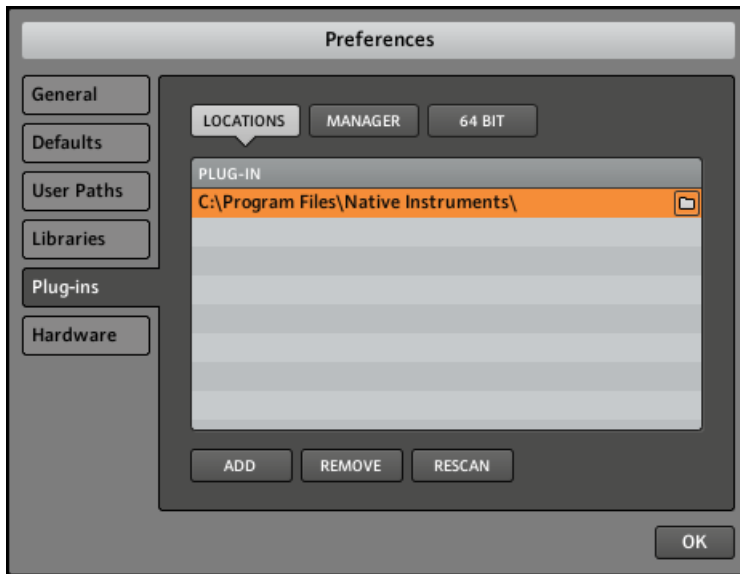 Preferences
General
Defaults
User Paths
Libraries
Plug-ins
Hardware
LOCATIONS MANAGER 64 BIT
PLUG-IN
C:\Program Files\Native Instruments\
ADD REMOVE RESCAN
OK